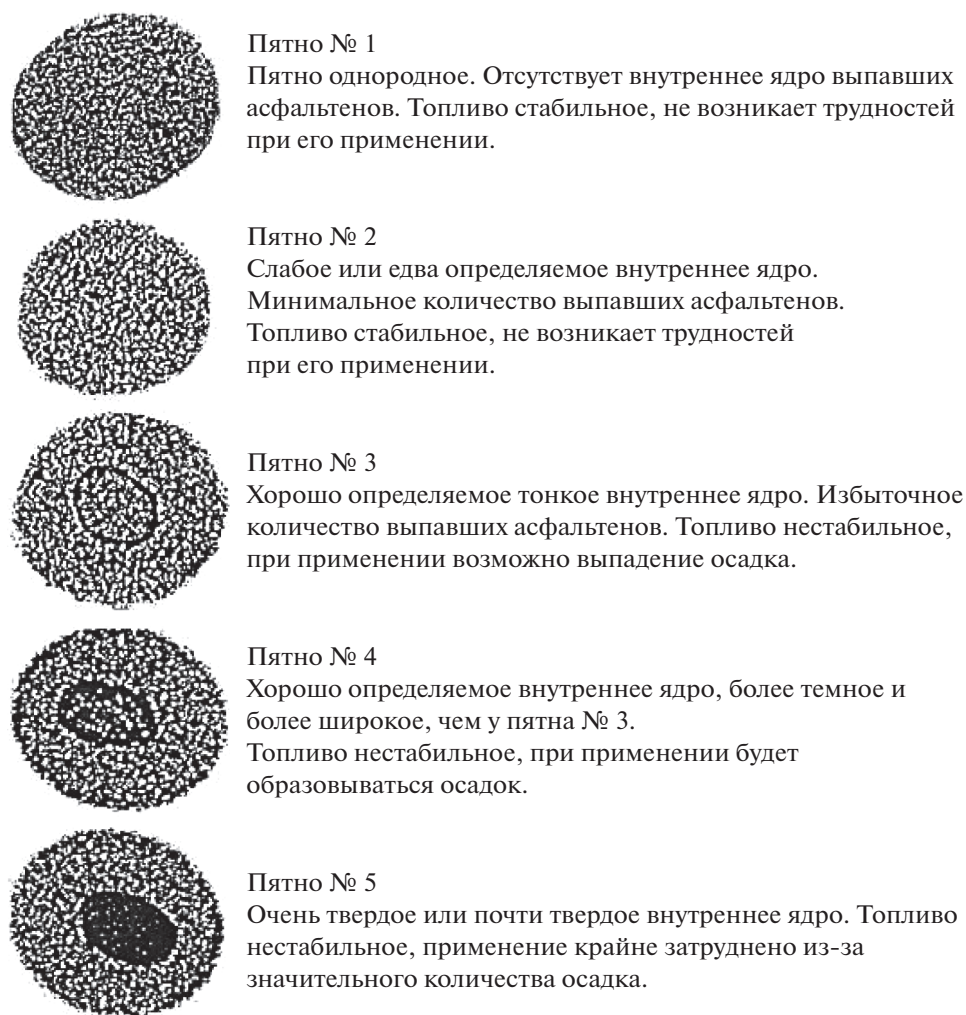 Пятно № 1
Пятно однородное. Отсутствует внутреннее ядро выпавших
асфальтенов. Топливо стабильное, не возникает трудностей
при его применении.
Пятно № 2
Слабое или едва определяемое внутреннее ядро.
Минимальное количество выпавших асфальтенов.
Топливо стабильное, не возникает трудностей
при его применении.
Пятно № 3
Хорошо определяемое тонкое внутреннее ядро. Избыточное
количество выпавших асфальтенов. Топливо нестабильное,
при применении возможно выпадение осадка.
Пятно № 4
Хорошо определяемое внутреннее ядро, более темное и
более широкое, чем у пятна № 3.
Топливо нестабильное, при применении будет
образовываться осадок.
Пятно № 5
Очень твердое или почти твердое внутреннее ядро. Топливо
нестабильное, применение крайне затруднено из-за
значительного количества осадка.